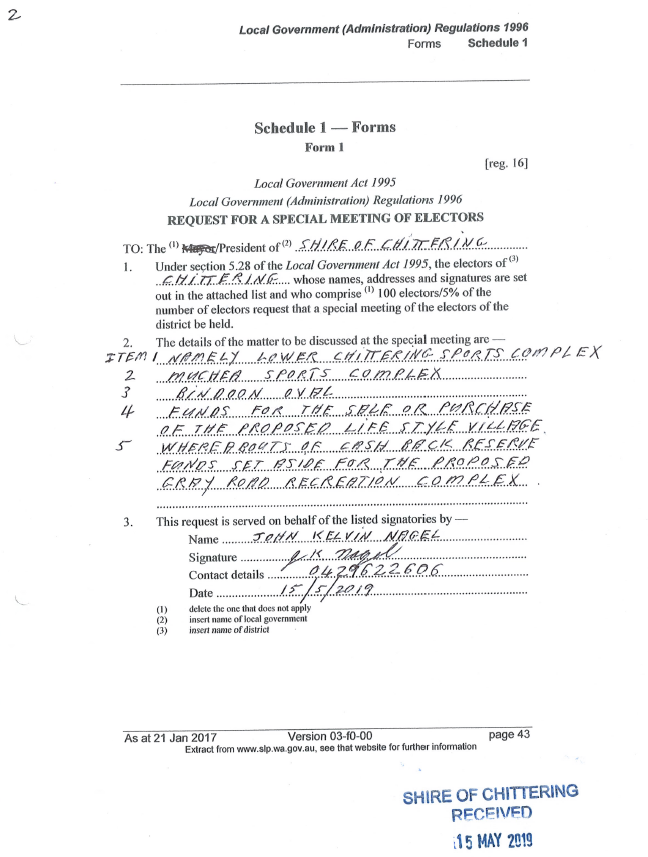 2
Local Government (Administration) Regulations 1996
Forms Schedule 1
Schedule 1 — Forms
Form 1
[reg. 16]
Local Government Act 1995
Local Government (Administration) Regulations 1996
REQUEST FOR A SPECIAL MEETING OF ELECTORS
TO: The (1) Mayor/President of (2) SHIRE OF CHITTERING
1. Under section 5.28 of the Local Government Act 1995, the electors of (3)
CHITTERING whose names, addresses and signatures are set
out in the attached list and who comprise (1) 100 electors/5% of the
number of electors request that a special meeting of the electors of the
district be held.
2. The details of the matter to be discussed at the special meeting are —
ITEM 1 NAMELY LOWER CHITTERING SPORTS COMPLEX
2 MUCHEA SPORTS COMPLEX
3 BINDOON OVAL
4 FUNDS FOR THE SALE OR PURCHASE
OF THE PROPOSED LIFE STYLE VILLAGE
5 WHEREABOUTS OF CASH BACK RESERVE
FUNDS SET ASIDE FOR THE PROPOSED
GRAY ROAD RECREATION COMPLEX
3. This request is served on behalf of the listed signatories by —
Name JOHN KELVIN NAGEL
Signature J.K Nagel
Contact details 0429622606
Date 15/5/2019
(1) delete the one that does not apply
(2) insert name of local government
(3) insert name of district
As at 21 Jan 2017 Version 03-f0-00 page 43
Extract from www.slp.wa.gov.au, see that website for further information
SHIRE OF CHITTERING
RECEIVED
15 MAY 2019